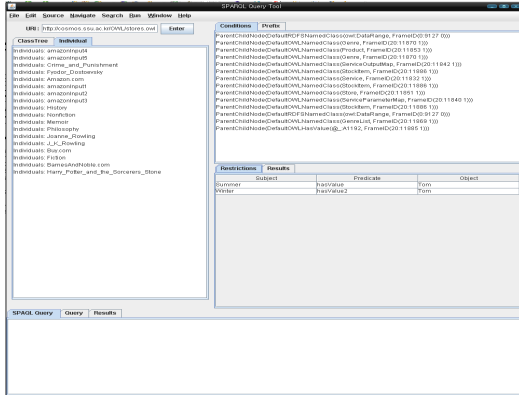 SPARQL Query Tool
File Edit Source Navigate Search Run Window Help
URI: http://cosmos.ssu.ac.kr/OWL/stores.owl Enter
ClassTree Individual
Individuals: amazonInput4
Individuals: amazonInput5
Individuals: Crime_and_Punishment
Individuals: Fyodor_Dostoevsky
Individuals: Amazon.com
Individuals: amazonInput1
Individuals: amazonInput2
Individuals: amazonInput3
Individuals: History
Individuals: Nonfiction
Individuals: Memoir
Individuals: Philosophy
Individuals: Joanne_Rowling
Individuals: J_K_Rowling
Individuals: Buy.com
Individuals: Fiction
Individuals: BarnesAndNoble.com
Individuals: Harry_Potter_and_the_Sorcerers_Stone
Conditions Prefix
ParentChildNode(DefaultRDFSNamedClass(owl:DataRange, FrameID(0:9127 0)))
ParentChildNode(DefaultOWLNamedClass(Genre, FrameID(20:11870 1)))
ParentChildNode(DefaultOWLNamedClass(Product, FrameID(20:11853 1)))
ParentChildNode(DefaultOWLNamedClass(Genre, FrameID(20:11870 1)))
ParentChildNode(DefaultOWLNamedClass(ServiceOutputMap, FrameID(20:11842 1)))
ParentChildNode(DefaultOWLNamedClass(StockItem, FrameID(20:11886 1)))
ParentChildNode(DefaultOWLNamedClass(Service, FrameID(20:11832 1)))
ParentChildNode(DefaultOWLNamedClass(StockItem, FrameID(20:11886 1)))
ParentChildNode(DefaultOWLNamedClass(Store, FrameID(20:11851 1)))
ParentChildNode(DefaultOWLNamedClass(ServiceParameterMap, FrameID(20:11840 1)))
ParentChildNode(DefaultOWLNamedClass(StockItem, FrameID(20:11886 1)))
ParentChildNode(DefaultRDFSNamedClass(owl:DataRange, FrameID(0:9127 0)))
ParentChildNode(DefaultOWLNamedClass(GenreList, FrameID(20:11869 1)))
ParentChildNode(DefaultOWLHasValue(@_:A1192, FrameID(20:11885 1)))
Restrictions Results
Subject Predicate Object
Summer hasValue Tom
Winter hasValue2 Tom
SPAQL Query Query Results